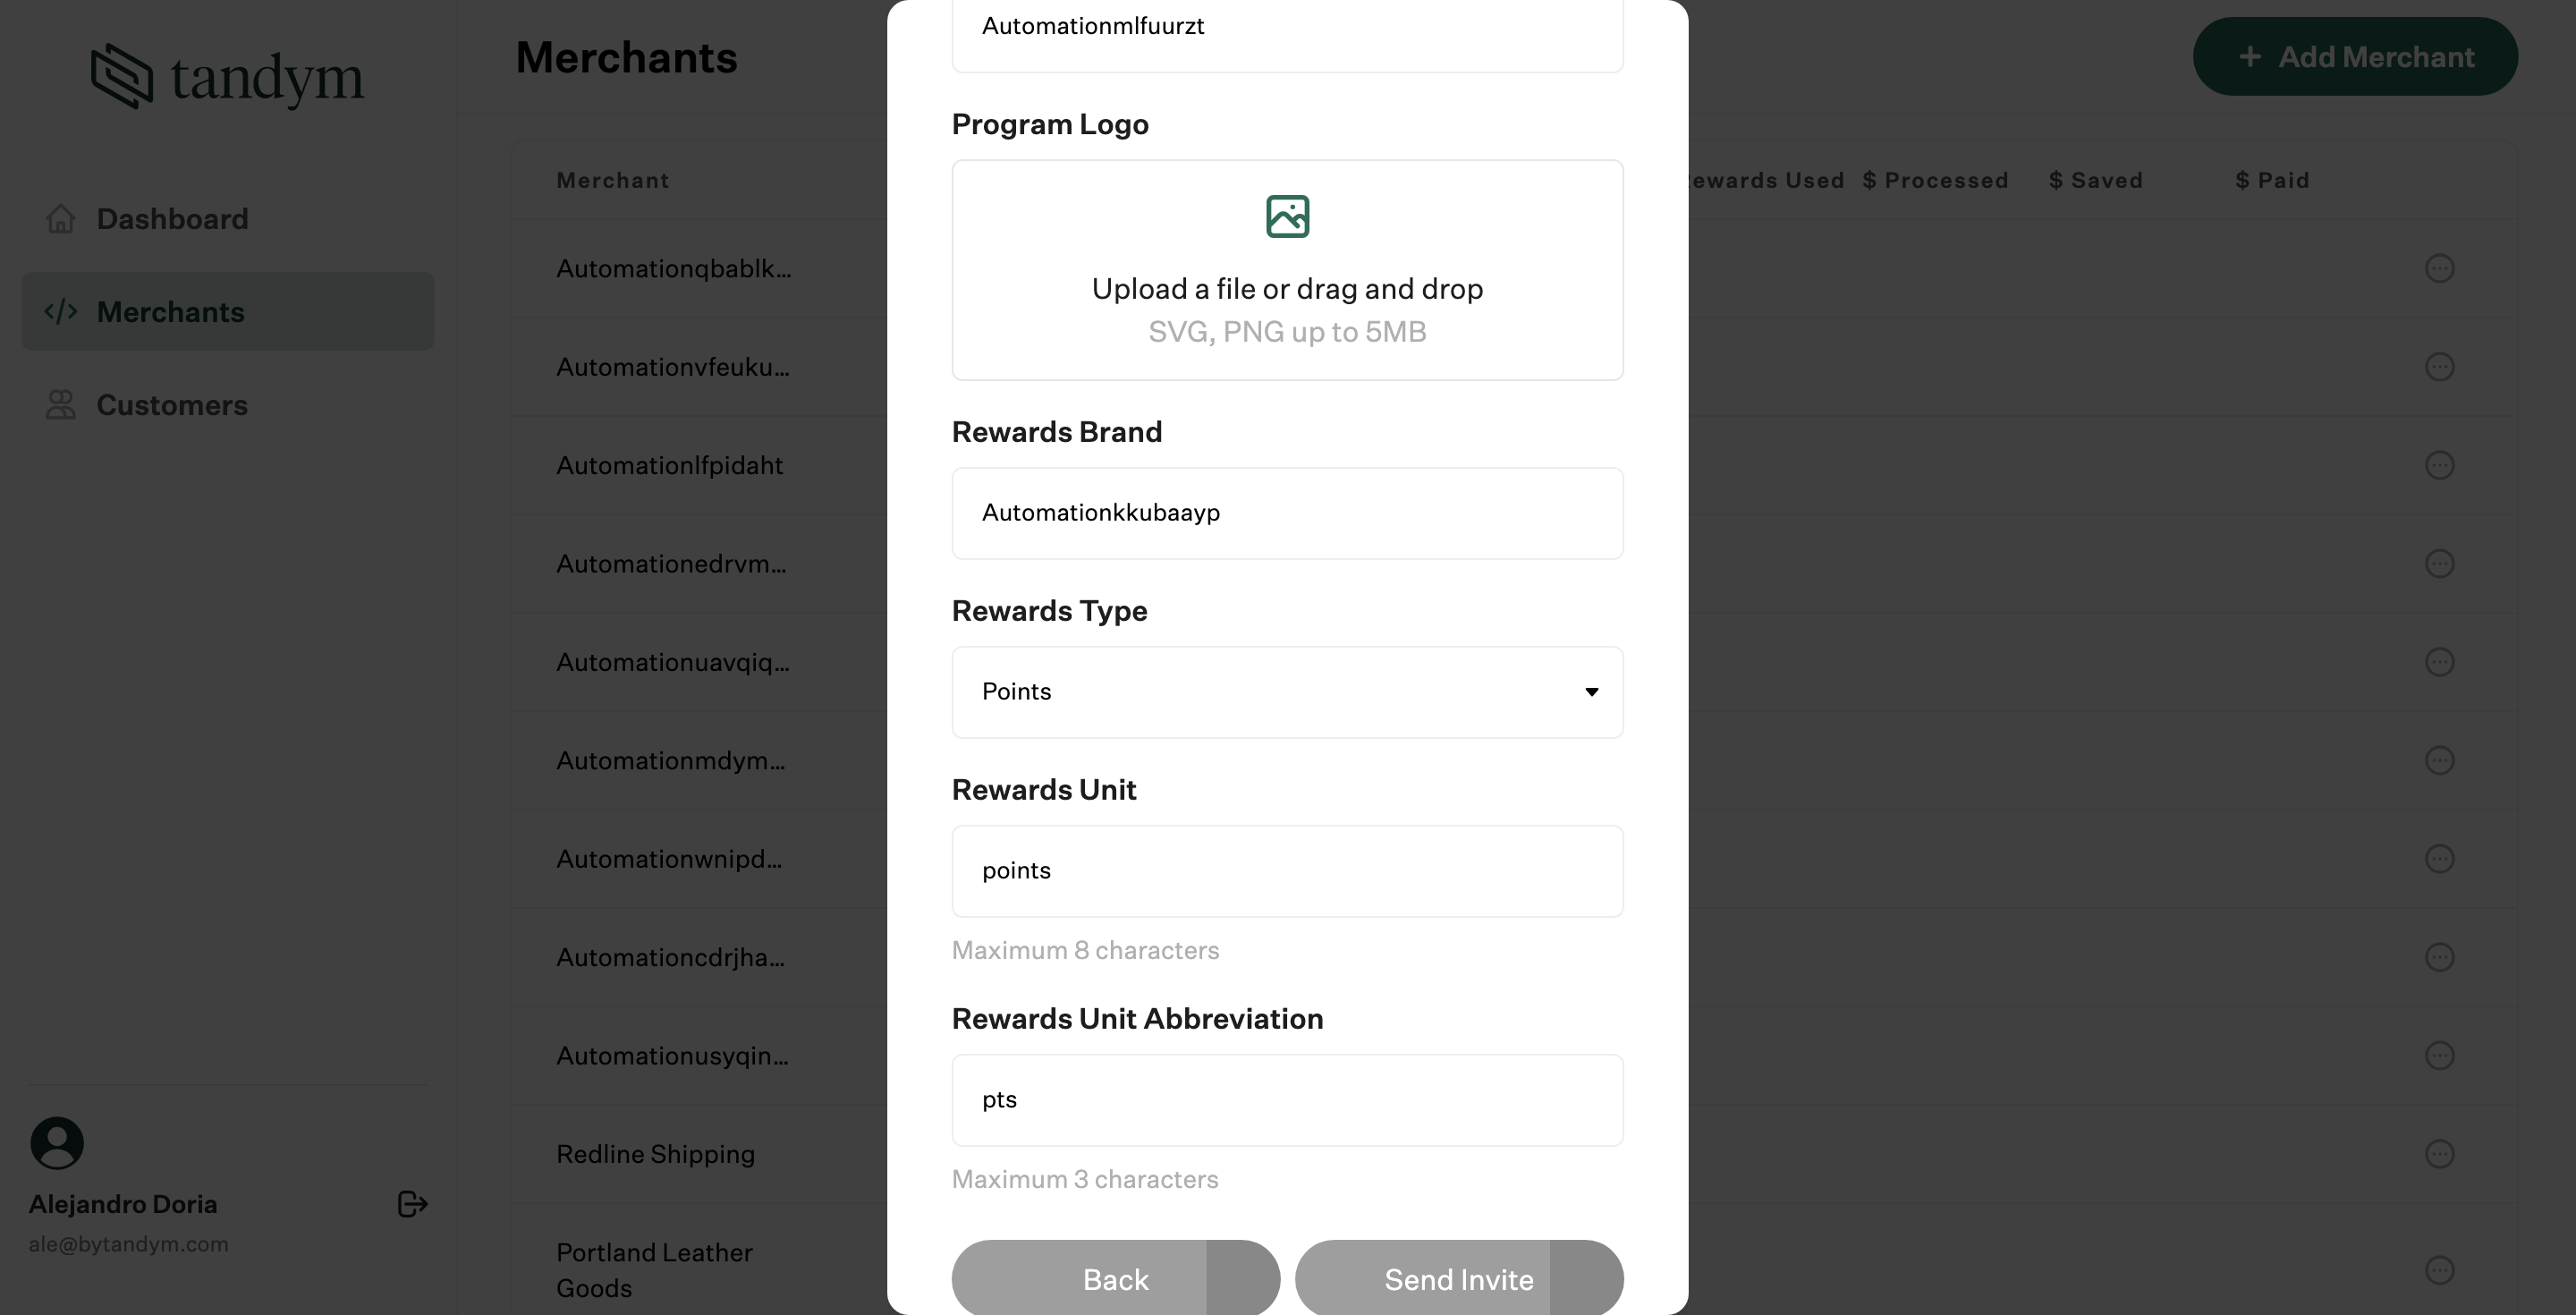 tandym
Dashboard
Merchants
Customers
Alejandro Doria
ale@bytandym.com
Merchants
+ Add Merchant
Merchant
Rewards Used
$ Processed
$ Saved
$ Paid
Automationqbablk...
Automationvfeuku...
Automationlfpidaht
Automationedrvm...
Automationuavqiq...
Automationmdym...
Automationwnipd...
Automationcdrjha...
Automationusyqin...
Redline Shipping
Portland Leather
Goods
Automationmlfuurzt
Program Logo
Upload a file or drag and drop
SVG, PNG up to 5MB
Rewards Brand
Automationkkubaayp
Rewards Type
Points
Rewards Unit
points
Maximum 8 characters
Rewards Unit Abbreviation
pts
Maximum 3 characters
Back
Send Invite